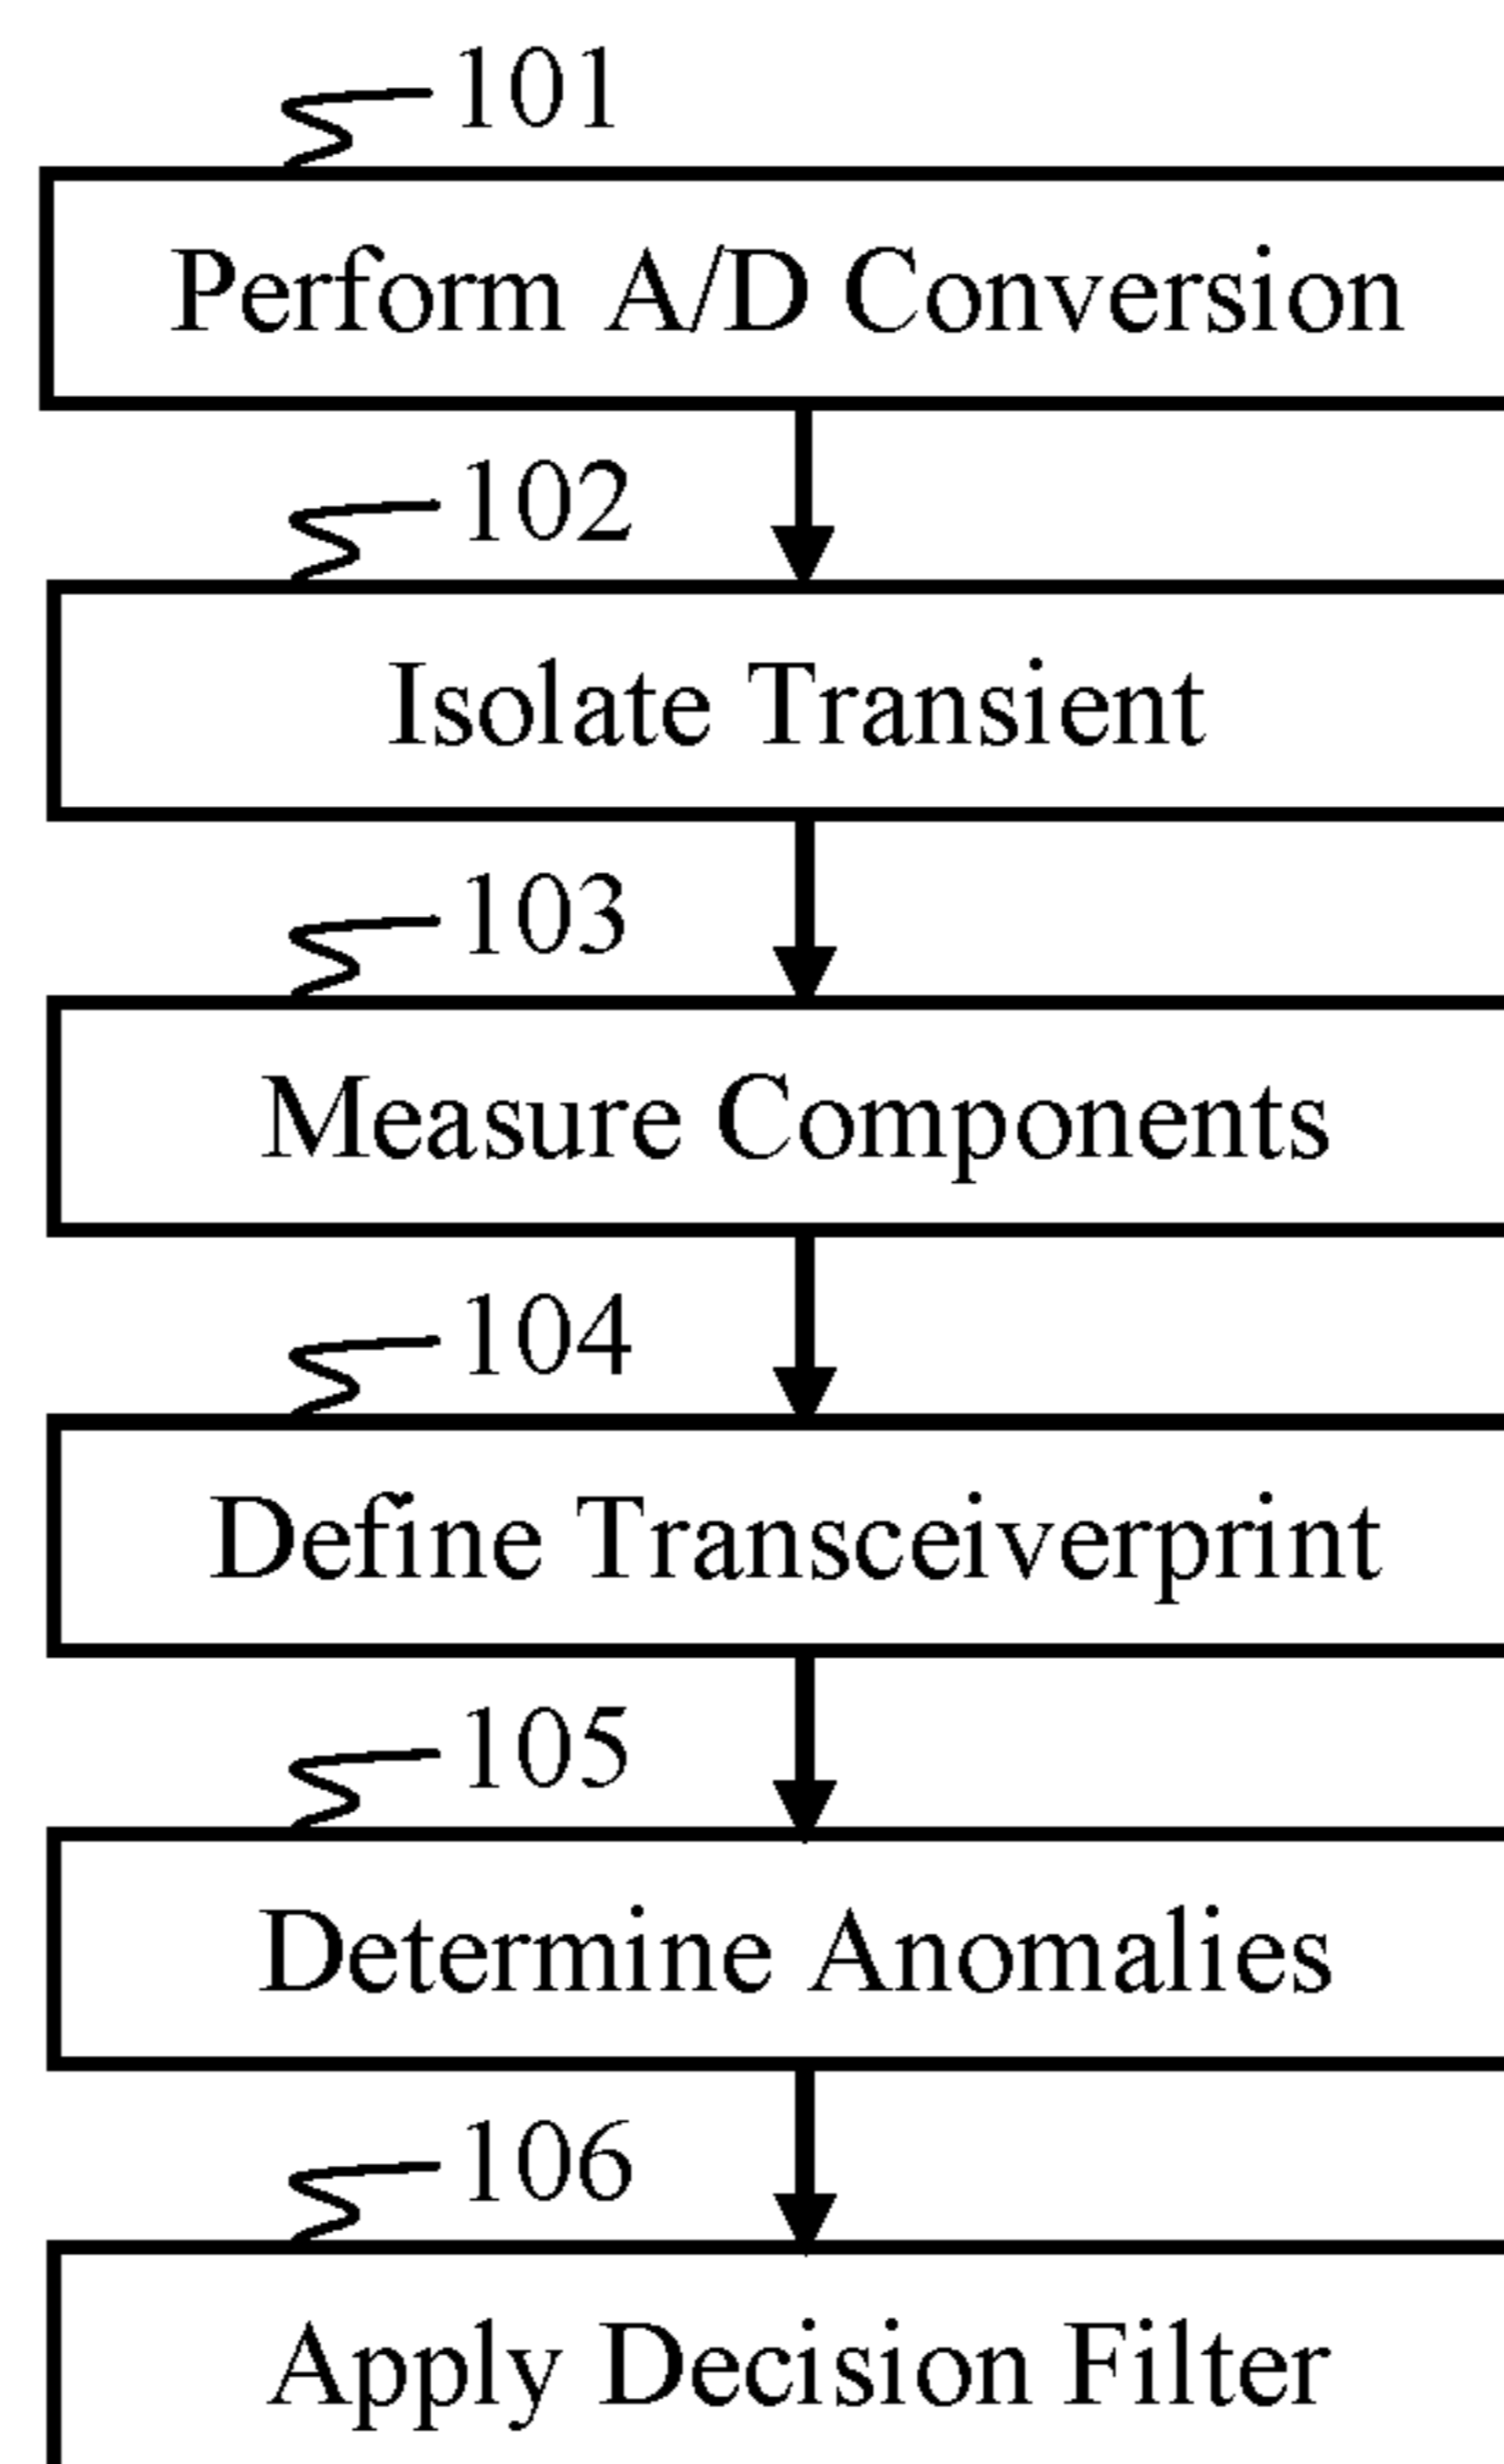 101
Perform A/D Conversion
102
Isolate Transient
103
Measure Components
104
Define Transceiverprint
105
Determine Anomalies
106
Apply Decision Filter